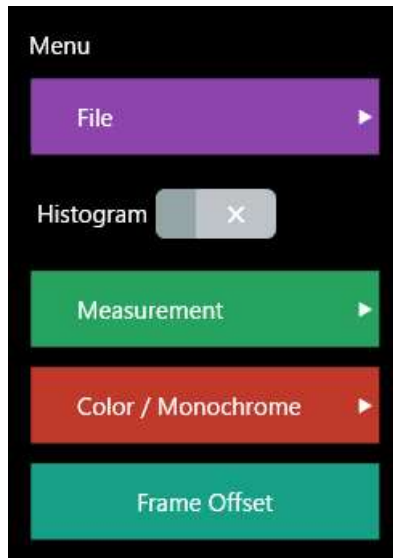 Menu
File
Histogram
Measurement
Color / Monochrome
Frame Offset